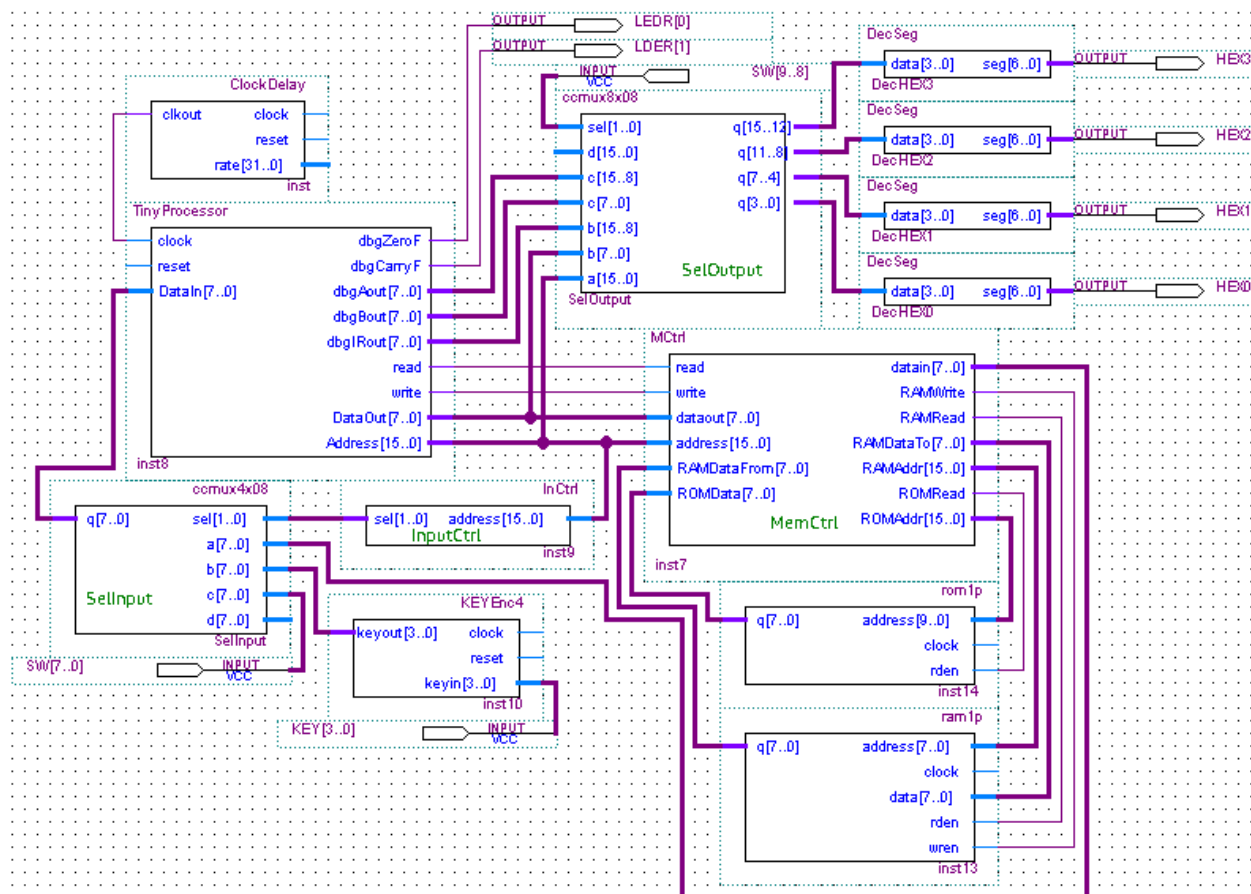 OUTPUT LEDR[0]
OUTPUT LDER[1]
INPUT
VCC
SW[9..8]
ClockDelay
clkout clock
reset
rate[31..0]
inst
TinyProcessor
clock
reset
DataIn[7..0]
dbgZeroF
dbgCarryF
dbgAout[7..0]
dbgBout[7..0]
dbgIRout[7..0]
read
write
DataOut[7..0]
Address[15..0]
inst8
ccmux8x08
sel[1..0] q[15..12]
d[15..0] q[11..8]
c[15..8] q[7..4]
c[7..0] q[3..0]
b[15..8]
b[7..0]
a[15..0]
SelOutput
SelOutput
DecSeg
data[3..0] seg[6..0]
DecHEX3
OUTPUT HEX3
DecSeg
data[3..0] seg[6..0]
DecHEX2
OUTPUT HEX2
DecSeg
data[3..0] seg[6..0]
DecHEX1
OUTPUT HEX1
DecSeg
data[3..0] seg[6..0]
DecHEX0
OUTPUT HEX0
MCtrl
read datain[7..0]
write RAMWrite
dataout[7..0] RAMRead
address[15..0] RAMDataTo[7..0]
RAMDataFrom[7..0] RAMAddr[15..0]
ROMData[7..0] ROMRead
ROMAddr[15..0]
MemCtrl
inst7
ccmux4x08
q[7..0] sel[1..0]
a[7..0]
b[7..0]
c[7..0]
d[7..0]
SelInput
SelInput
SW[7..0]
INPUT
VCC
InCtrl
sel[1..0] address[15..0]
InputCtrl
inst9
KEYEnc4
keyout[3..0] clock
reset
keyin[3..0]
inst10
KEY[3..0]
INPUT
VCC
rom1p
q[7..0] address[9..0]
clock
rden
inst14
ram1p
q[7..0] address[7..0]
clock
data[7..0]
rden
wren
inst13